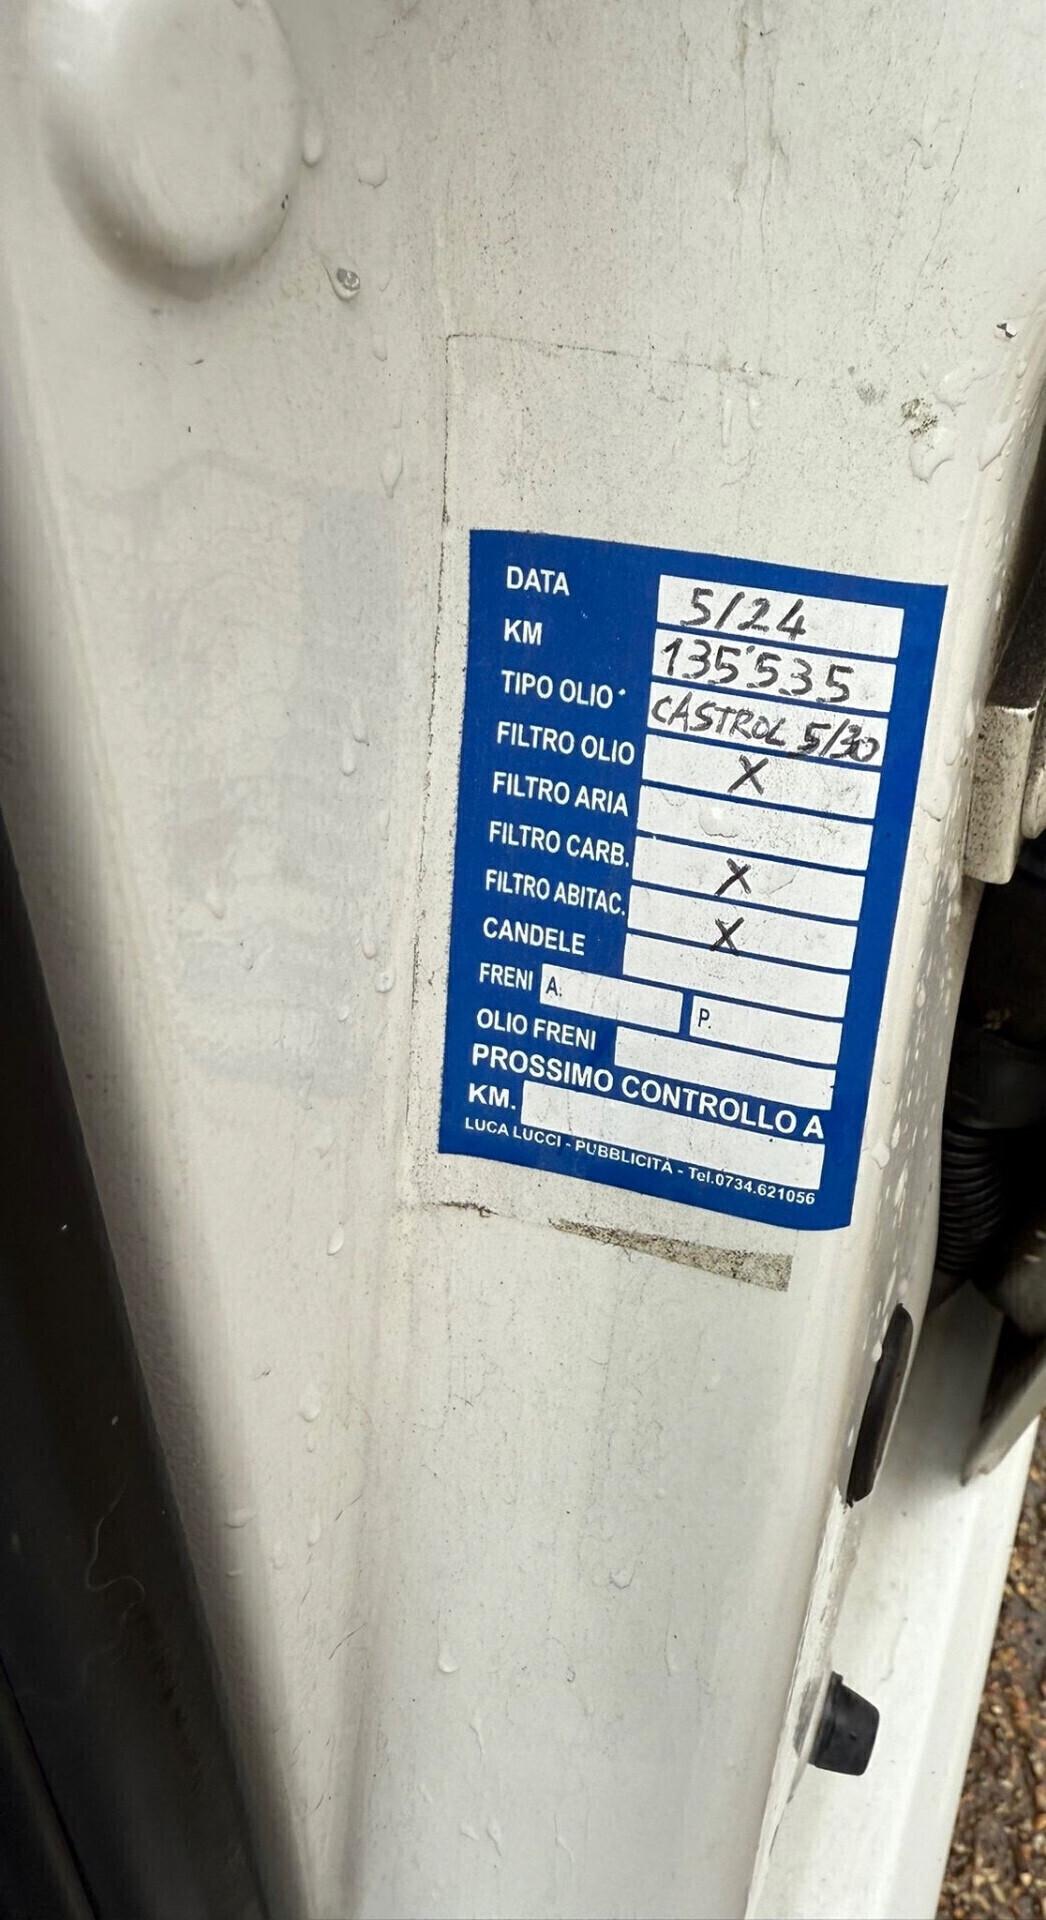 DATA 5/24
KM 135'535
TIPO OLIO CASTROL 5/30
FILTRO OLIO X
FILTRO ARIA
FILTRO CARB. X
FILTRO ABITAC. X
CANDELE
FRENI A. P.
OLIO FRENI
PROSSIMO CONTROLLO A
KM.
LUCA LUCCI - PUBBLICITÀ - Tel.0734.621056